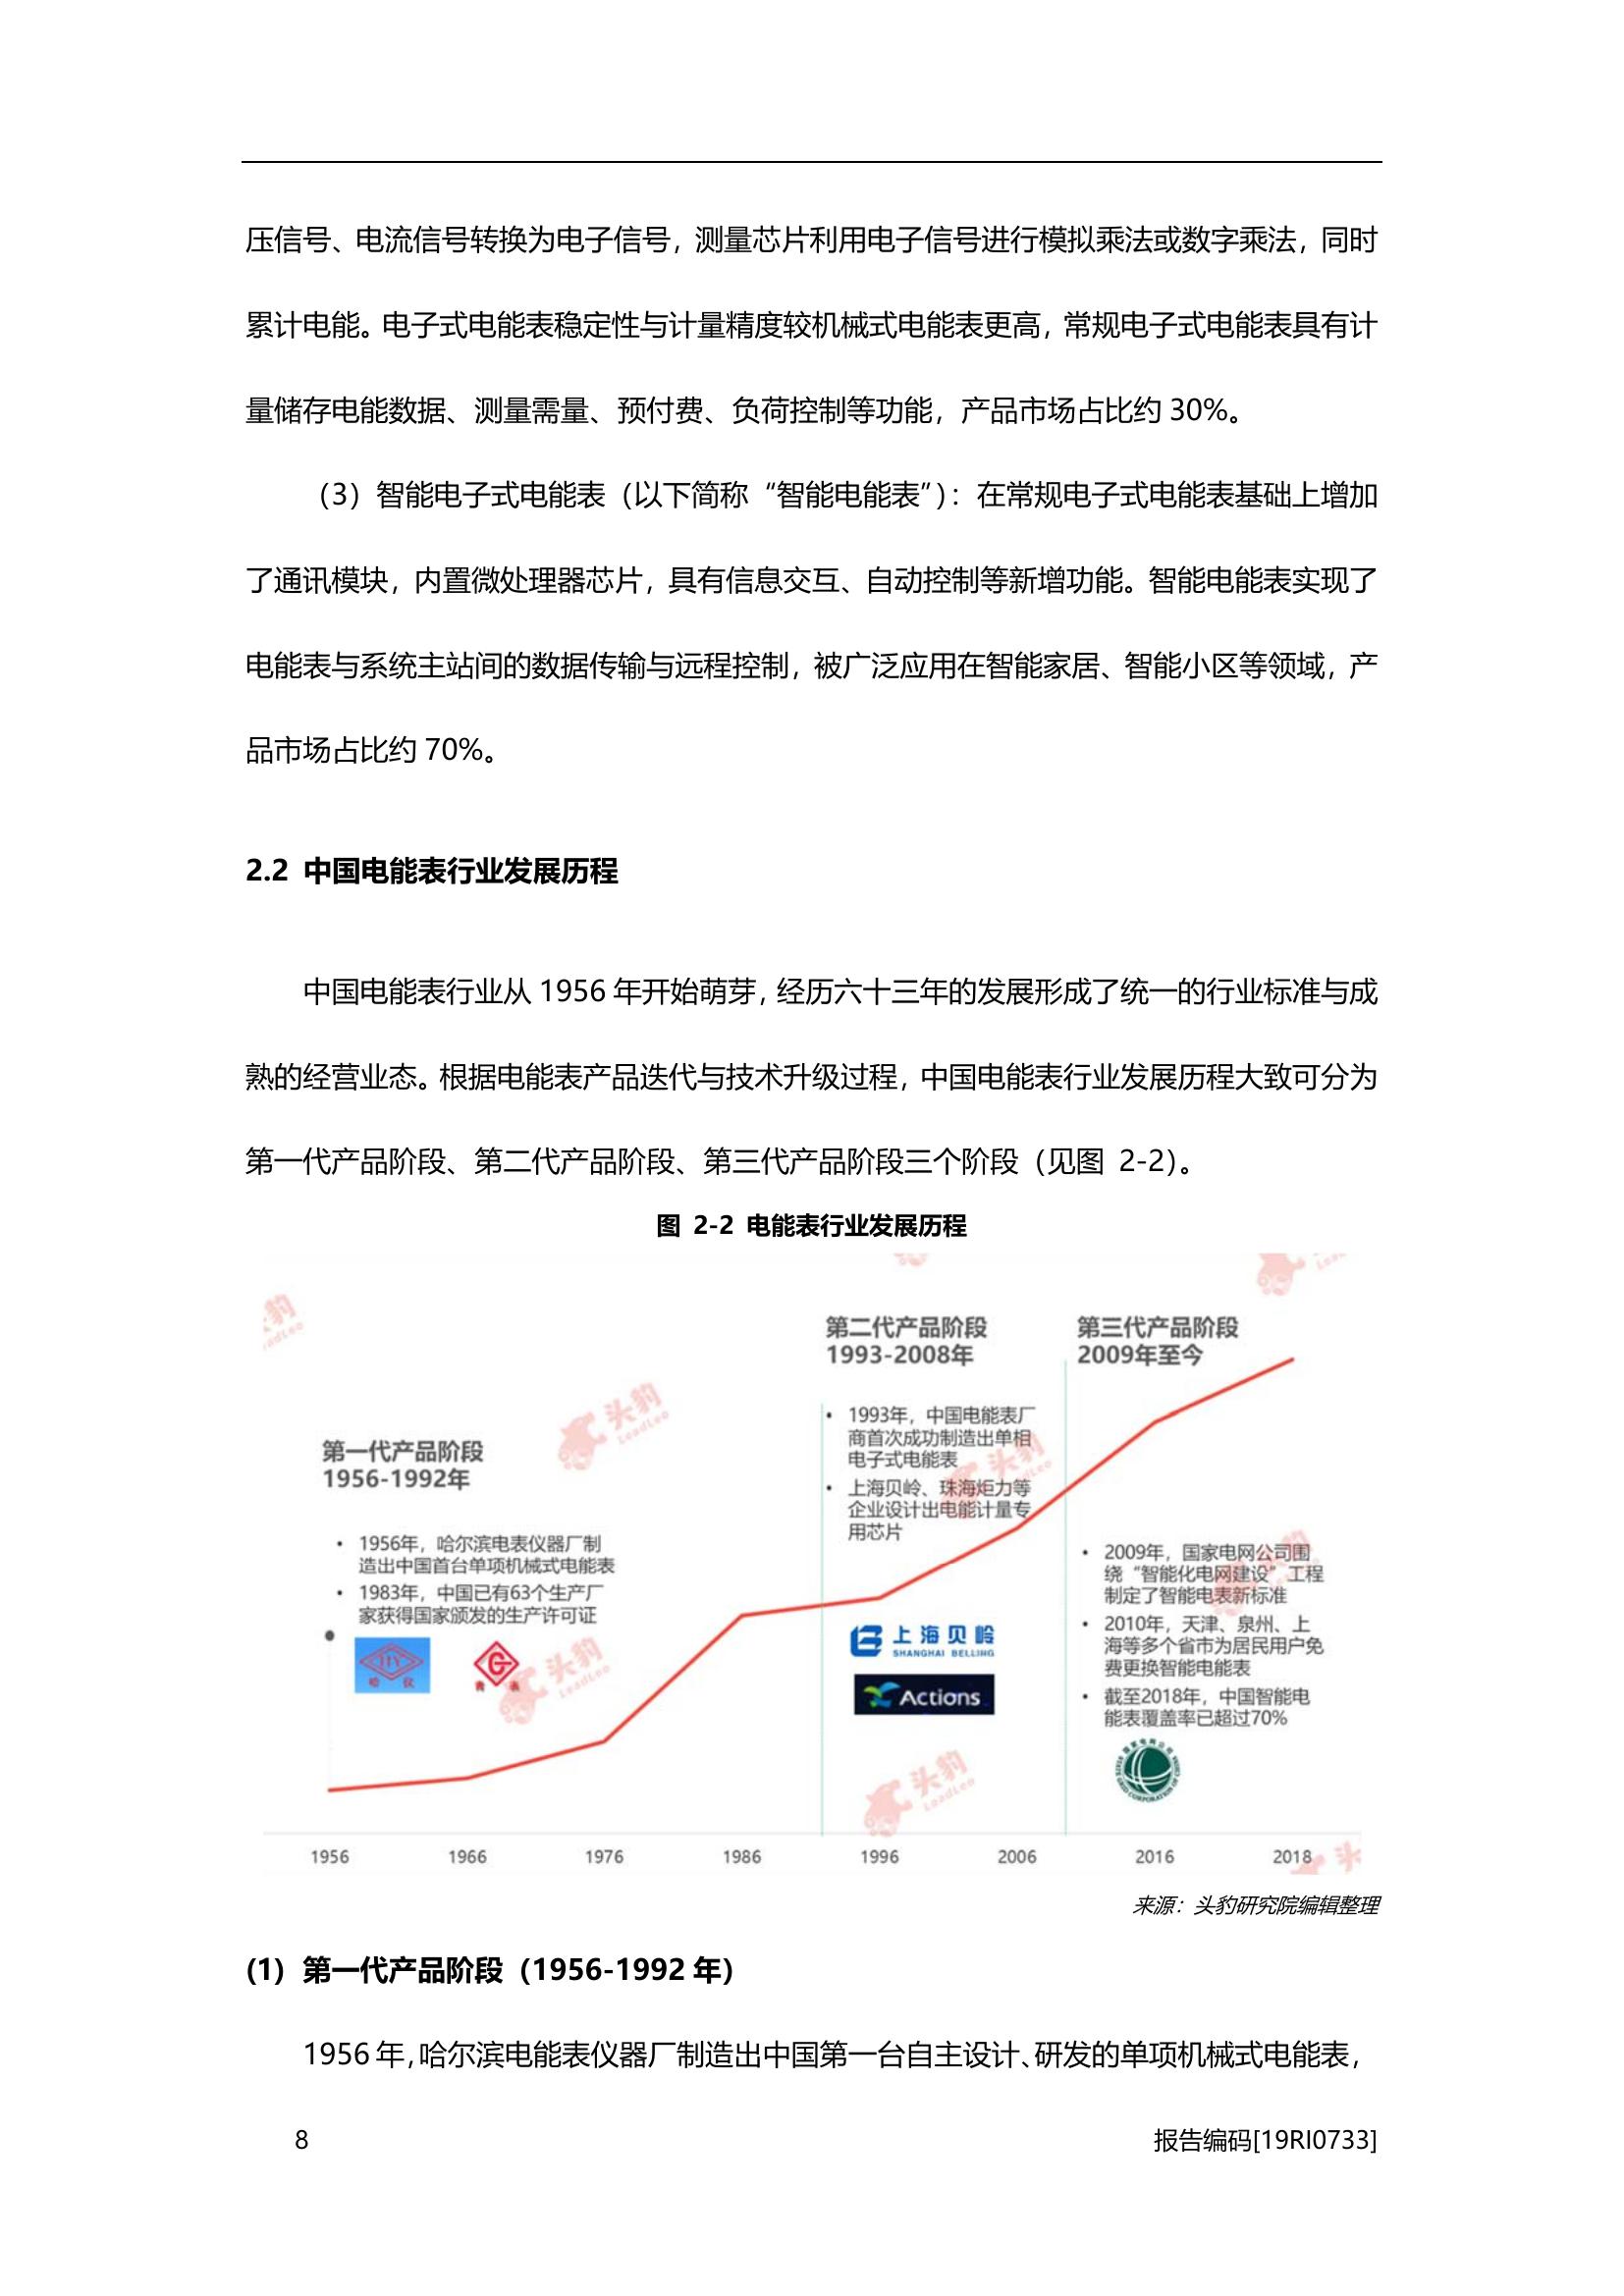 压信号、电流信号转换为电子信号，测量芯片利用电子信号进行模拟乘法或数字乘法，同时
累计电能。电子式电能表稳定性与计量精度较机械式电能表更高，常规电子式电能表具有计
量储存电能数据、测量需量、预付费、负荷控制等功能，产品市场占比约 30%。
（3）智能电子式电能表（以下简称“智能电能表”）：在常规电子式电能表基础上增加
了通讯模块，内置微处理器芯片，具有信息交互、自动控制等新增功能。智能电能表实现了
电能表与系统主站间的数据传输与远程控制，被广泛应用在智能家居、智能小区等领域，产
品市场占比约 70%。
2.2 中国电能表行业发展历程
中国电能表行业从 1956 年开始萌芽，经历六十三年的发展形成了统一的行业标准与成
熟的经营业态。根据电能表产品迭代与技术升级过程，中国电能表行业发展历程大致可分为
第一代产品阶段、第二代产品阶段、第三代产品阶段三个阶段（见图 2-2）。
图 2-2 电能表行业发展历程
第一代产品阶段
1956-1992年
• 1956年，哈尔滨电表仪器厂制
造出中国首台单项机械式电能表
• 1983年，中国已有63个生产厂
家获得国家颁发的生产许可证
哈 仪
青 表
第二代产品阶段
1993-2008年
• 1993年，中国电能表厂
商首次成功制造出单相
电子式电能表
• 上海贝岭、珠海炬力等
企业设计出电能计量专
用芯片
上海贝岭
SHANGHAI BELLING
Actions
第三代产品阶段
2009年至今
• 2009年，国家电网公司围
绕“智能化电网建设”工程
制定了智能电表新标准
• 2010年，天津、泉州、上
海等多个省市为居民用户免
费更换智能电能表
• 截至2018年，中国智能电
能表覆盖率已超过70%
头豹
LeadLeo
头豹
LeadLeo
头豹
LeadLeo
头豹
LeadLeo
1956 1966 1976 1986 1996 2006 2016 2018
来源：头豹研究院编辑整理
(1) 第一代产品阶段（1956-1992 年）
1956 年，哈尔滨电能表仪器厂制造出中国第一台自主设计、研发的单项机械式电能表，
8
报告编码[19RI0733]